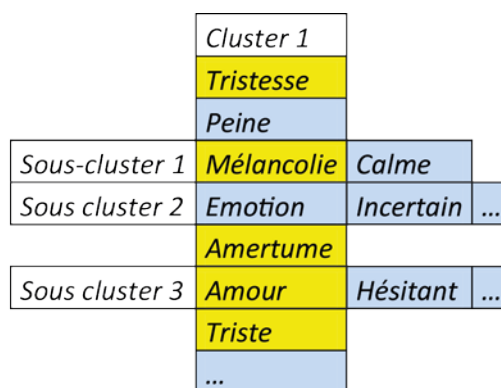 Cluster 1
Tristesse
Peine
Sous-cluster 1 Mélancolie Calme
Sous cluster 2 Emotion Incertain ...
Amertume
Sous cluster 3 Amour Hésitant ...
Triste
...